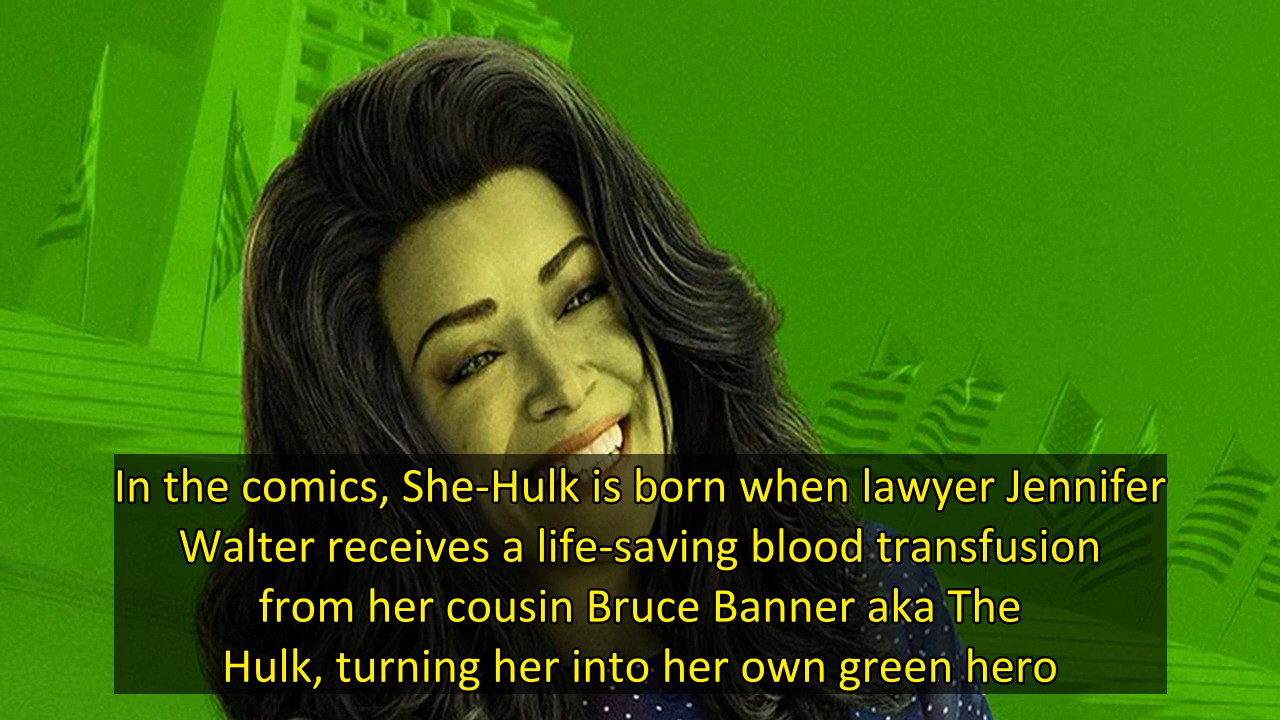 In the comics, She-Hulk is born when lawyer Jennifer
Walter receives a life-saving blood transfusion
from her cousin Bruce Banner aka The
Hulk, turning her into her own green hero